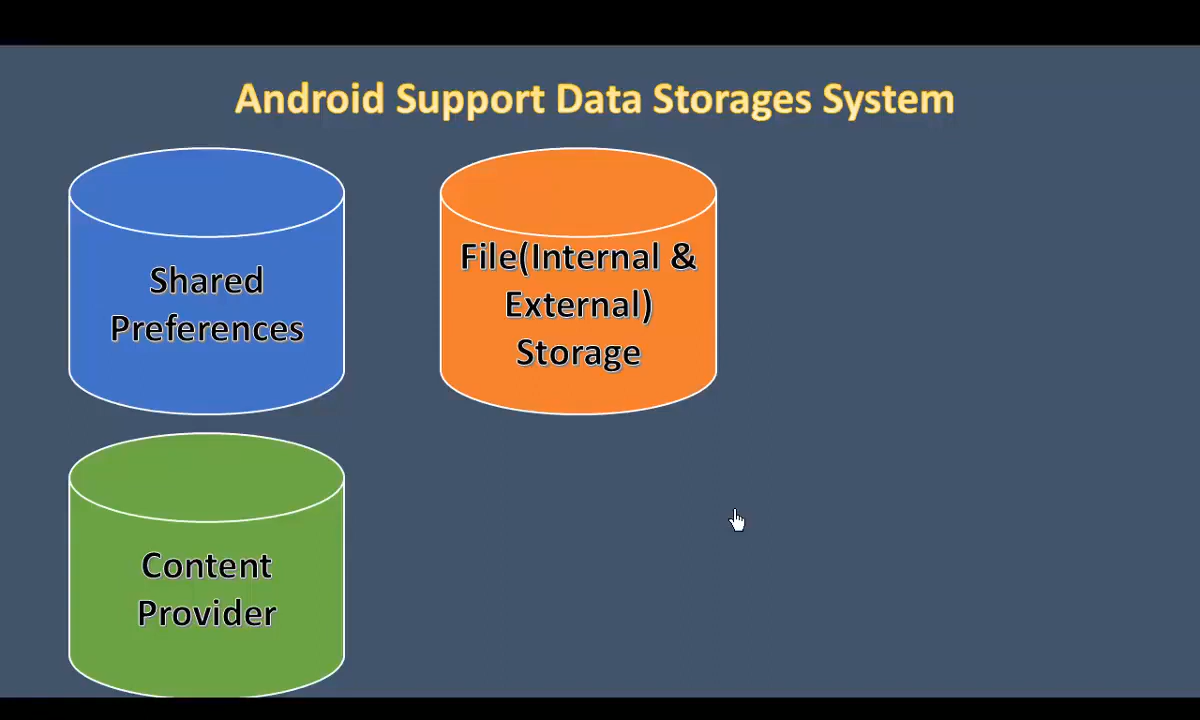 Android Support Data Storages System
Shared
Preferences
File(Internal &
External)
Storage
Content
Provider